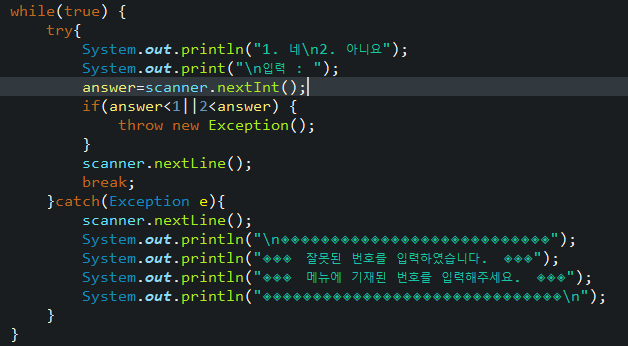 while(true) {
    try{
        System.out.println("1. 네\n2. 아니요");
        System.out.print("\n입력 : ");
        answer=scanner.nextInt();
        if(answer<1||2<answer) {
            throw new Exception();
        }
        scanner.nextLine();
        break;
    }catch(Exception e){
        scanner.nextLine();
        System.out.println("\n◈◈◈◈◈◈◈◈◈◈◈◈◈◈◈◈◈◈◈◈◈◈◈◈◈◈◈");
        System.out.println("◈◈◈ 잘못된 번호를 입력하였습니다. ◈◈◈");
        System.out.println("◈◈◈ 메뉴에 기재된 번호를 입력해주세요. ◈◈◈");
        System.out.println("◈◈◈◈◈◈◈◈◈◈◈◈◈◈◈◈◈◈◈◈◈◈◈◈◈◈◈◈◈◈\n");
    }
}